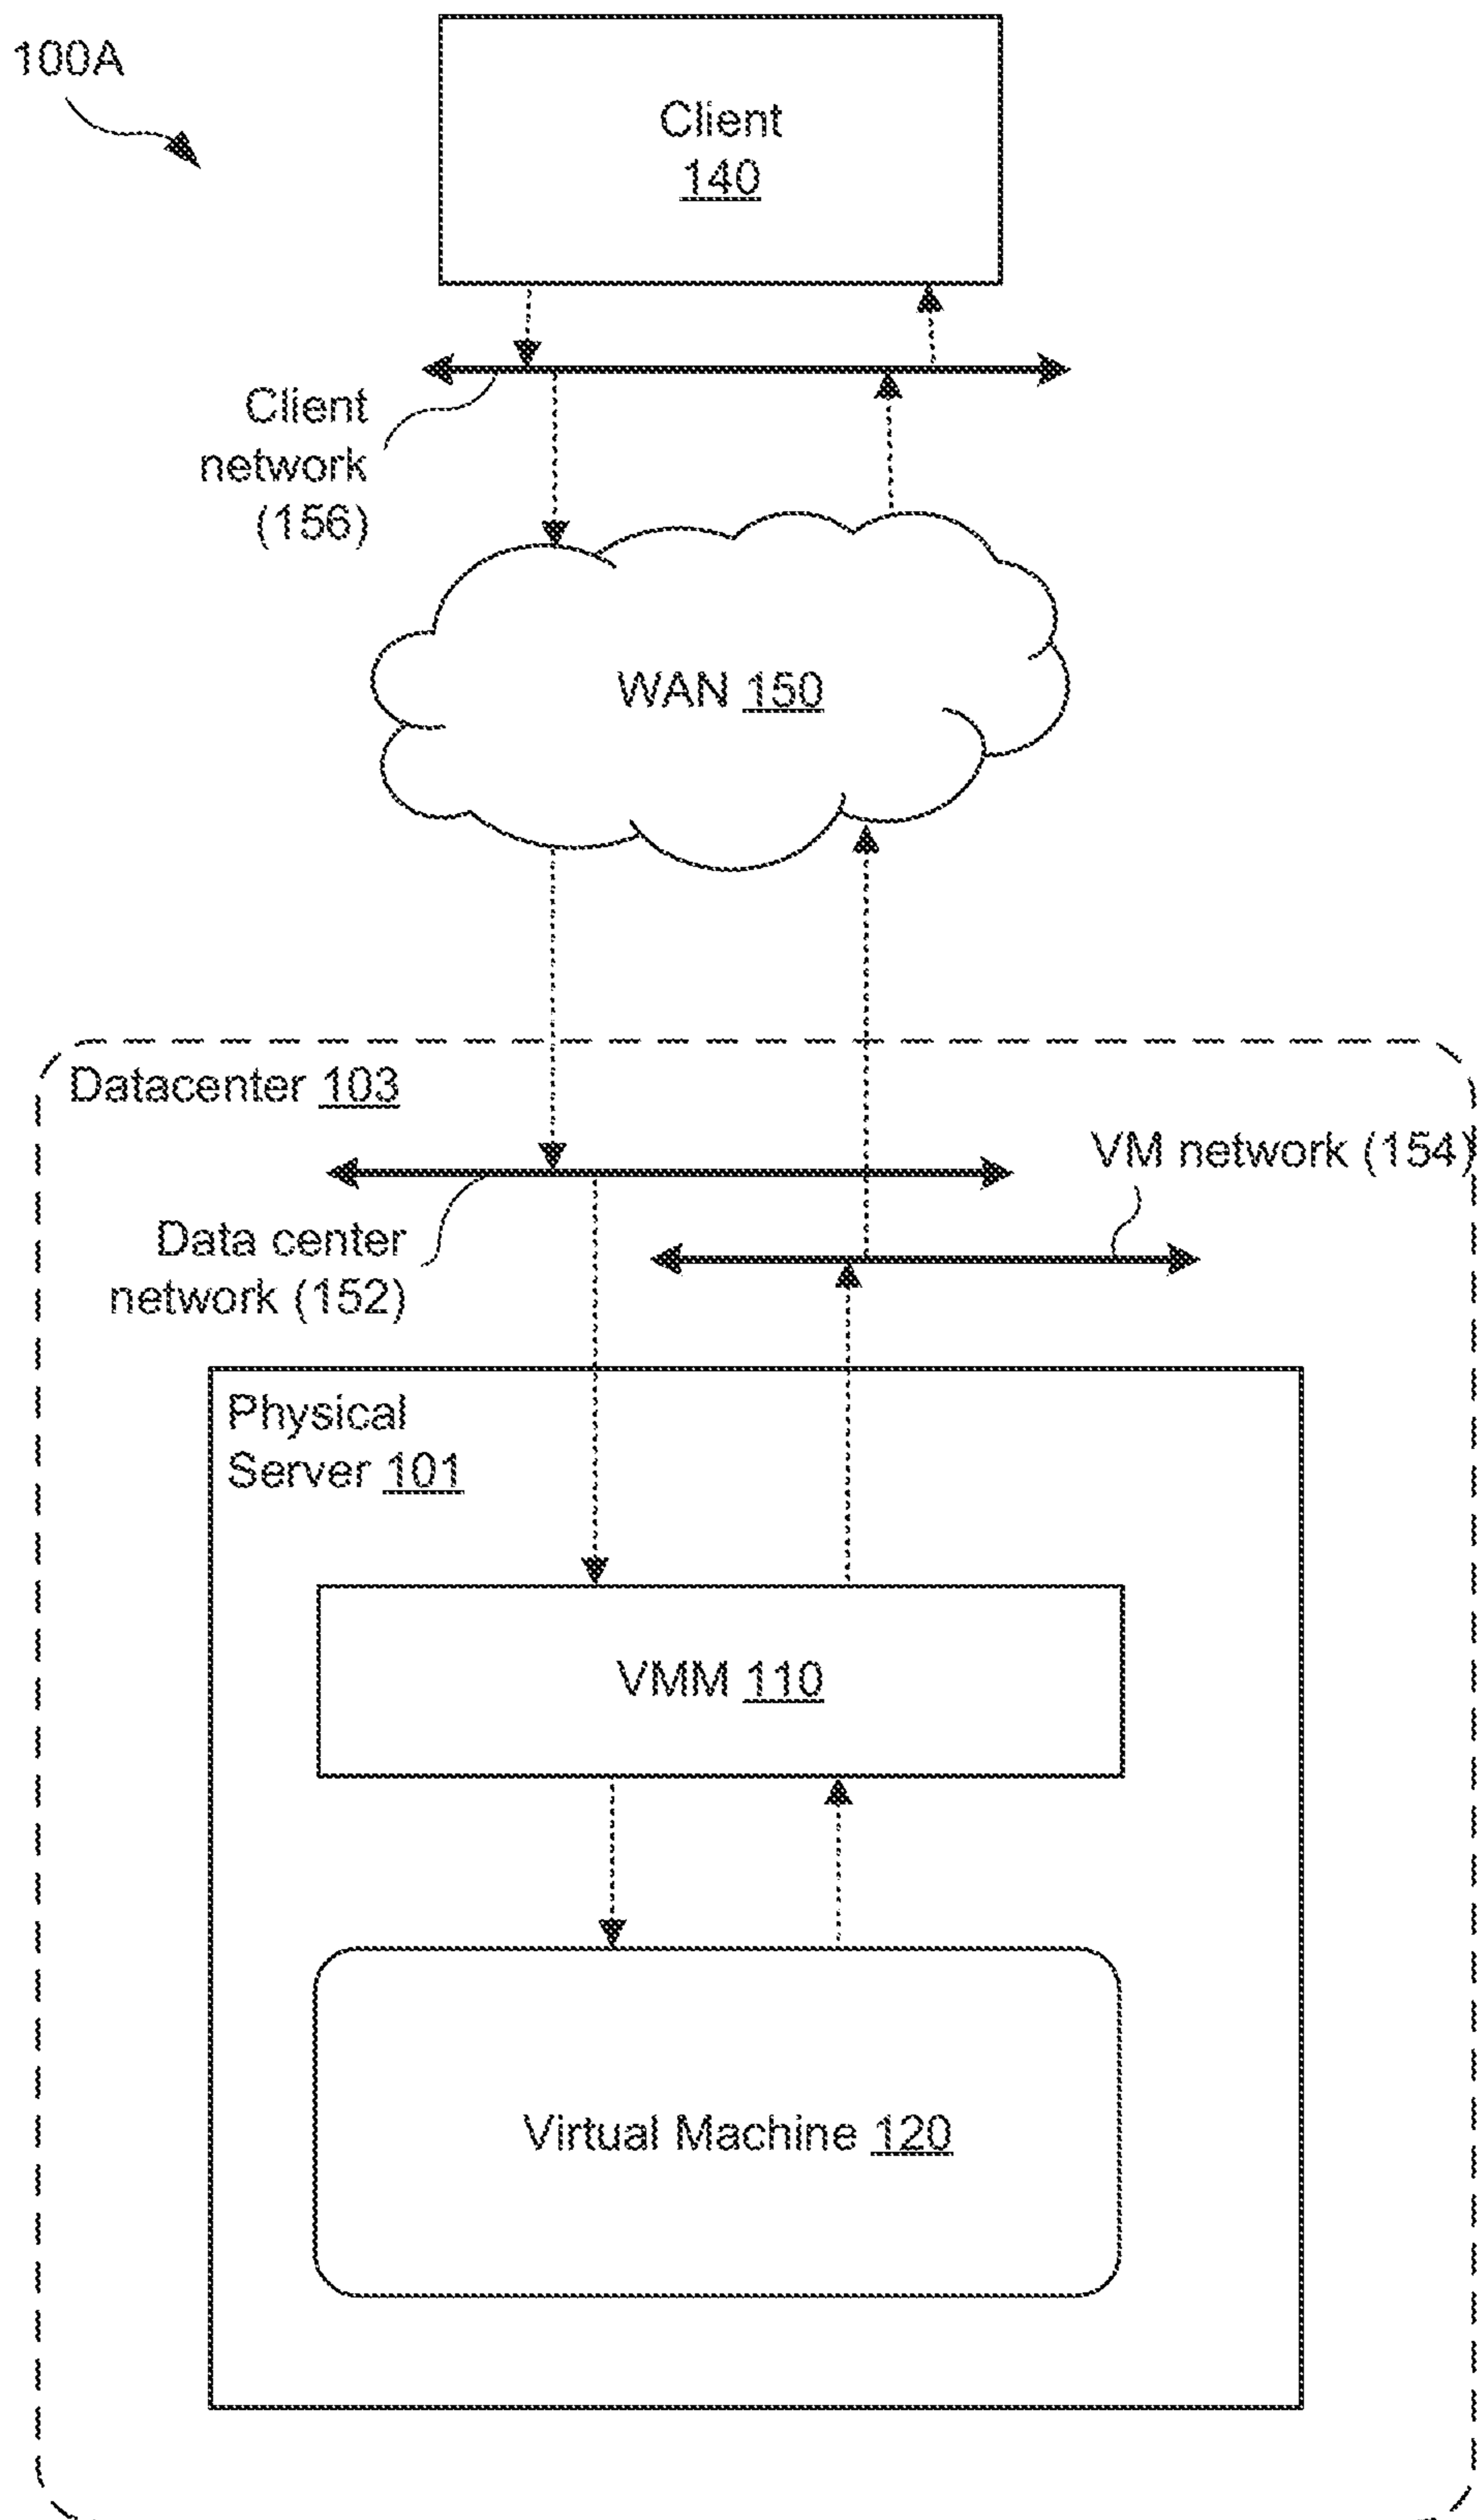 100A
Client
140
Client
network
(156)
WAN 150
Datacenter 103
VM network (154)
Data center
network (152)
Physical
Server 101
VMM 110
Virtual Machine 120